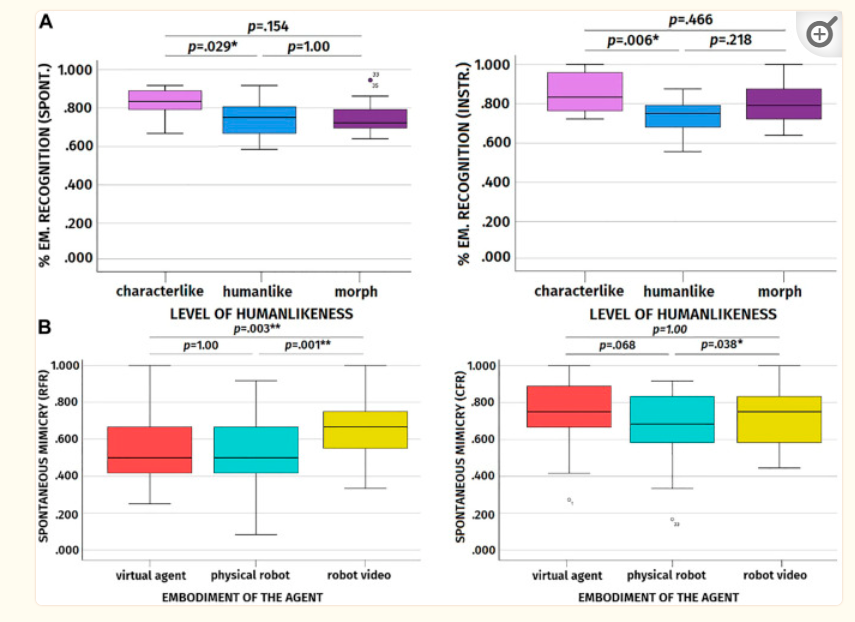 A
p=.154
p=.029* p=1.00
% EM. RECOGNITION (SPONT.)
1.000
.800
.600
.400
.200
.000
33
25
characterlike humanlike morph
LEVEL OF HUMANLIKENESS
p=.466
p=.006* p=.218
% EM. RECOGNITION (INSTR.)
1.000
.800
.600
.400
.200
.000
characterlike humanlike morph
LEVEL OF HUMANLIKENESS
B
p=.003**
p=1.00 p=.001**
SPONTANEOUS MIMICRY (RFR)
1.000
.800
.600
.400
.200
.000
virtual agent physical robot robot video
EMBODIMENT OF THE AGENT
p=1.00
p=.068 p=.038*
SPONTANEOUS MIMICRY (CFR)
1.000
.800
.600
.400
.200
.000
virtual agent physical robot robot video
EMBODIMENT OF THE AGENT